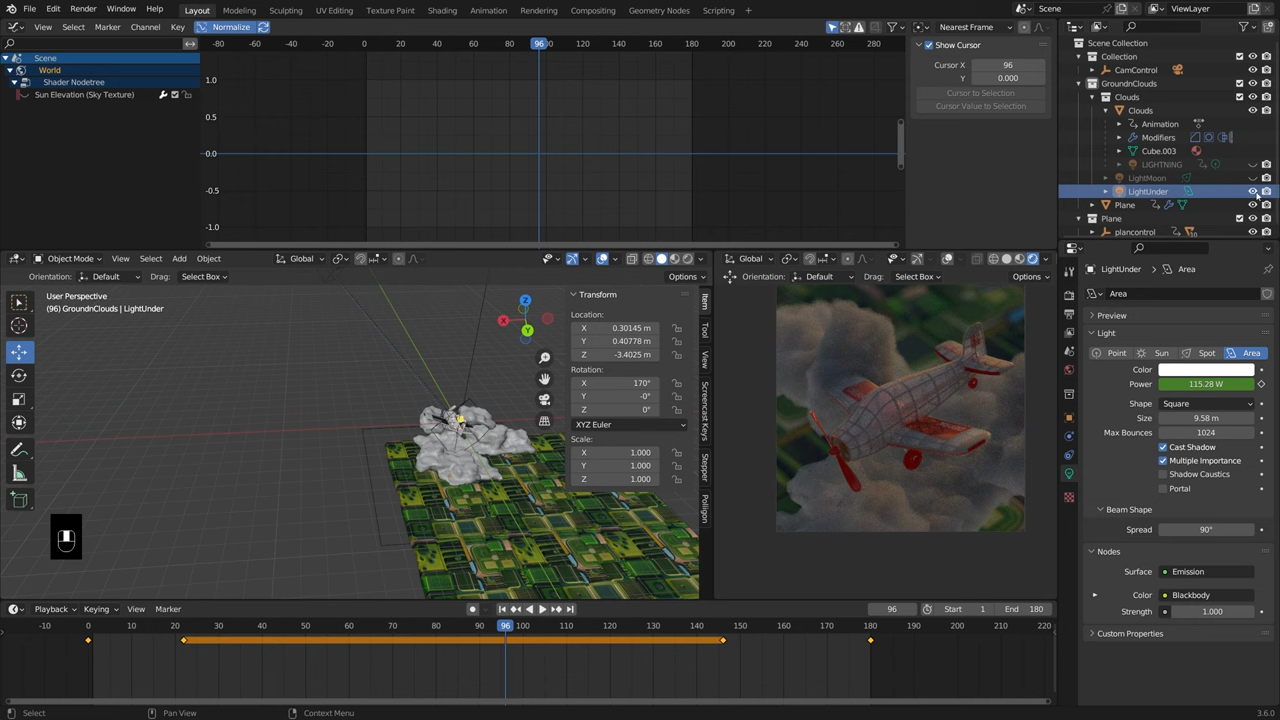 File Edit Render Window Help Layout Modeling Sculpting UV Editing Texture Paint Shading Animation Rendering Compositing Geometry Nodes Scripting Scene ViewLayer
View Select Marker Channel Key Normalize Nearest Frame
-80 -60 -40 -20 0 20 40 60 80 96 120 140 160 180 200 220 240 260 280
Scene
World
Shader Nodetree
Sun Elevation (Sky Texture)
1.0
0.5
0.0
-0.5
-1.0
Show Cursor
Cursor X 96
Y 0.000
Cursor to Selection
Cursor Value to Selection
Scene Collection
Collection
CamControl
GroundnClouds
Clouds
Clouds
Animation
Modifiers
Cube.003
LIGHTNING
LightMoon
LightUnder
Plane
Plane
plancontrol
Object Mode View Select Add Object Global
Orientation: Default Drag: Select Box Options
User Perspective
(96) GroundnClouds | LightUnder
X
Y
Z
Transform
Location:
X 0.30145 m
Y 0.40778 m
Z -3.4025 m
Rotation:
X 170°
Y -0°
Z 0°
XYZ Euler
Scale:
X 1.000
Y 1.000
Z 1.000
Item
Tool
View
Screencast Keys
Stepper
Poliigon
Global
Orientation: Default Drag: Select Box Options
LightUnder Area
Area
Preview
Light
Point Sun Spot Area
Color
Power 115.28 W
Shape Square
Size 9.58 m
Max Bounces 1024
Cast Shadow
Multiple Importance
Shadow Caustics
Portal
Beam Shape
Spread 90°
Nodes
Surface Emission
Color Blackbody
Strength 1.000
Custom Properties
Playback Keying View Marker 96 Start 1 End 180
-10 0 10 20 30 40 50 60 70 80 96 110 120 130 140 150 160 170 180 190 200 210 220
Select Pan View Context Menu 3.6.0